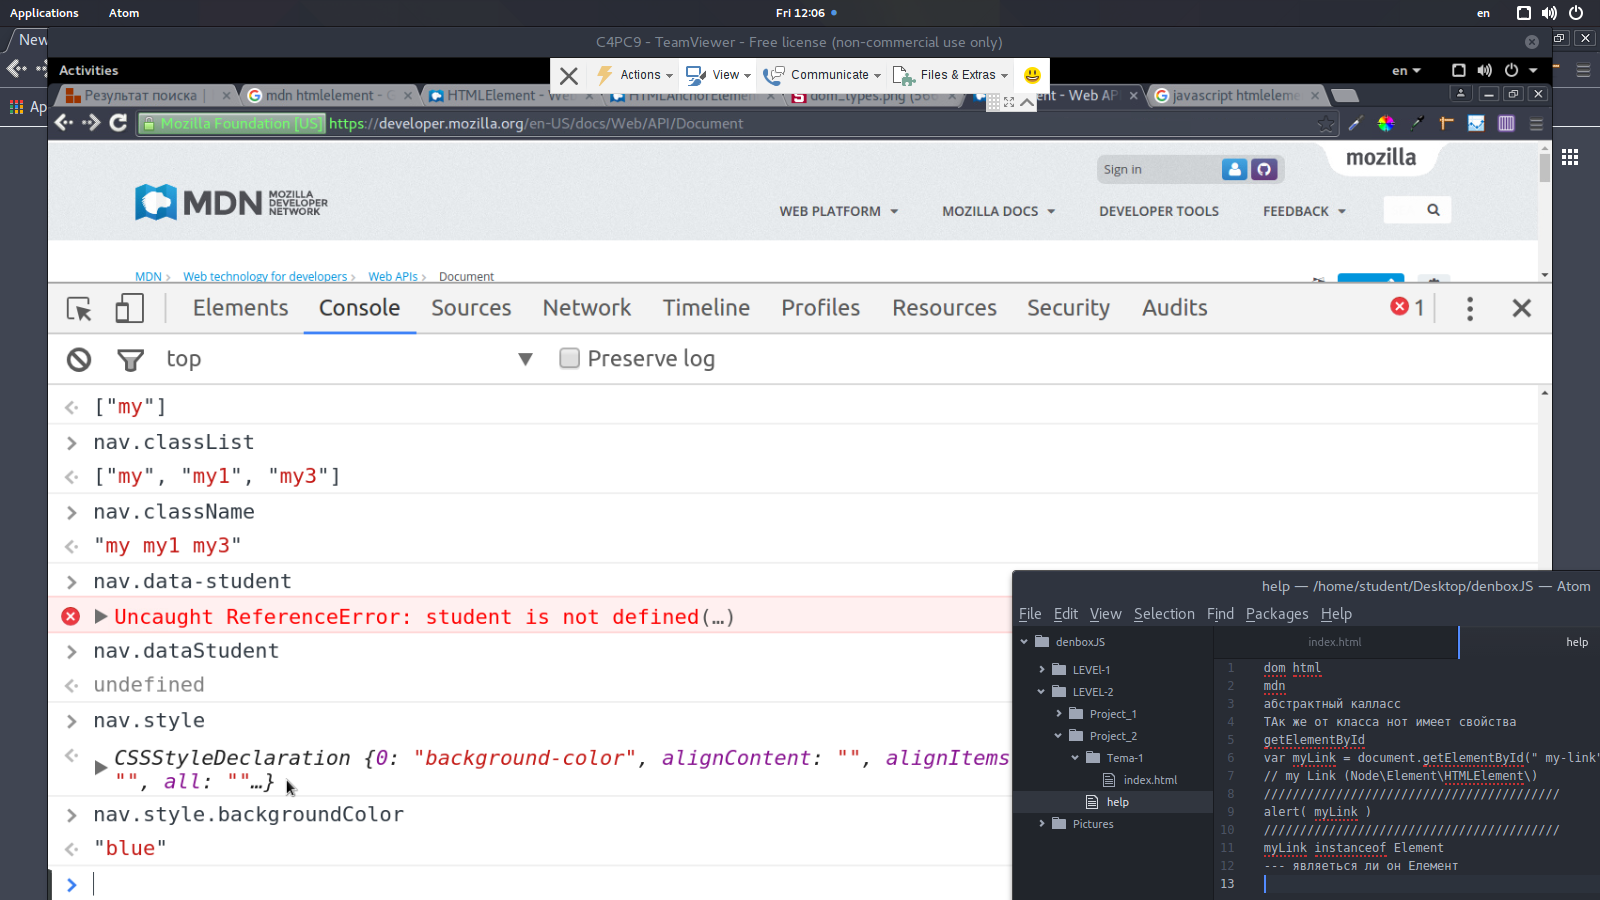 Applications Atom Fri 12:06 en
New
C4PC9 - TeamViewer - Free license (non-commercial use only)
Activities Actions View Communicate Files & Extras en
Результат поиска mdn htmlelement - G HTMLElement - We HTMLAnchorElemen dom_types.png (566 ent - Web AP javascript htmleleme
Mozilla Foundation [US] https://developer.mozilla.org/en-US/docs/Web/API/Document
Ap
Sign in mozilla
MDN MOZILLA DEVELOPER NETWORK
WEB PLATFORM MOZILLA DOCS DEVELOPER TOOLS FEEDBACK
MDN Web technology for developers Web APIs Document
Elements Console Sources Network Timeline Profiles Resources Security Audits 1
top Preserve log
["my"]
nav.classList
["my", "my1", "my3"]
nav.className
"my my1 my3"
nav.data-student
Uncaught ReferenceError: student is not defined(…)
nav.dataStudent
undefined
nav.style
CSSStyleDeclaration {0: "background-color", alignContent: "", alignItems
"", all: ""…}
nav.style.backgroundColor
"blue"
help — /home/student/Desktop/denboxJS — Atom
File Edit View Selection Find Packages Help
denboxJS
LEVEl-1
LEVEL-2
Project_1
Project_2
Tema-1
index.html
help
Pictures
index.html help
1 dom html
2 mdn
3 абстрактный калласс
4 ТАк же от класса нот имеет свойства
5 getElementById
6 var myLink = document.getElementById(" my-link"
7 // my Link (Node\Element\HTMLElement\)
8 /////////////////////////////////////////
9 alert( myLink )
10 /////////////////////////////////////////
11 myLink instanceof Element
12 --- являеться ли он Елемент
13